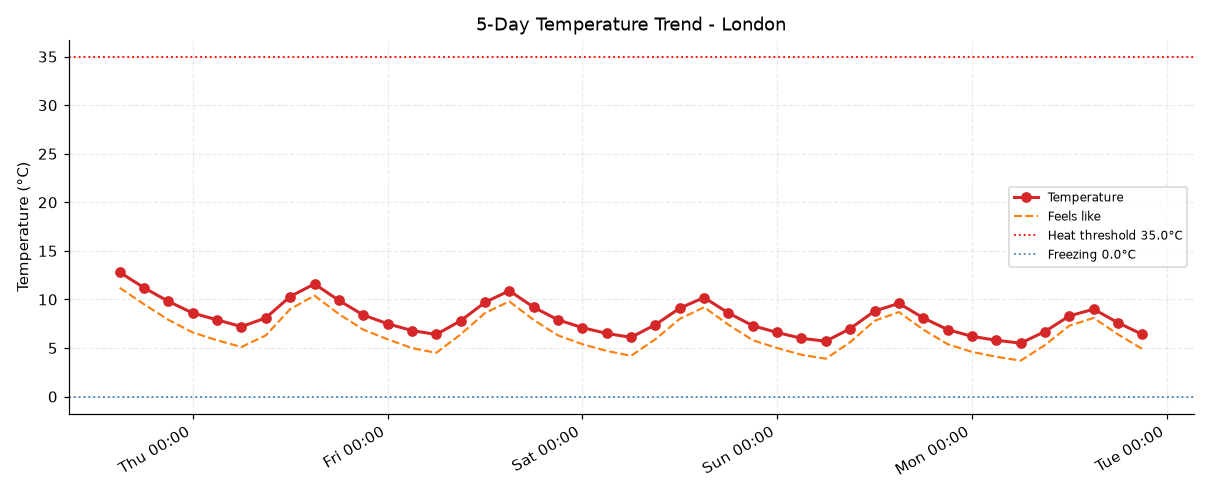 5-Day Temperature Trend - London
Temperature (°C)
35
30
25
20
15
10
5
0
Temperature
Feels like
Heat threshold 35.0°C
Freezing 0.0°C
Thu 00:00
Fri 00:00
Sat 00:00
Sun 00:00
Mon 00:00
Tue 00:00